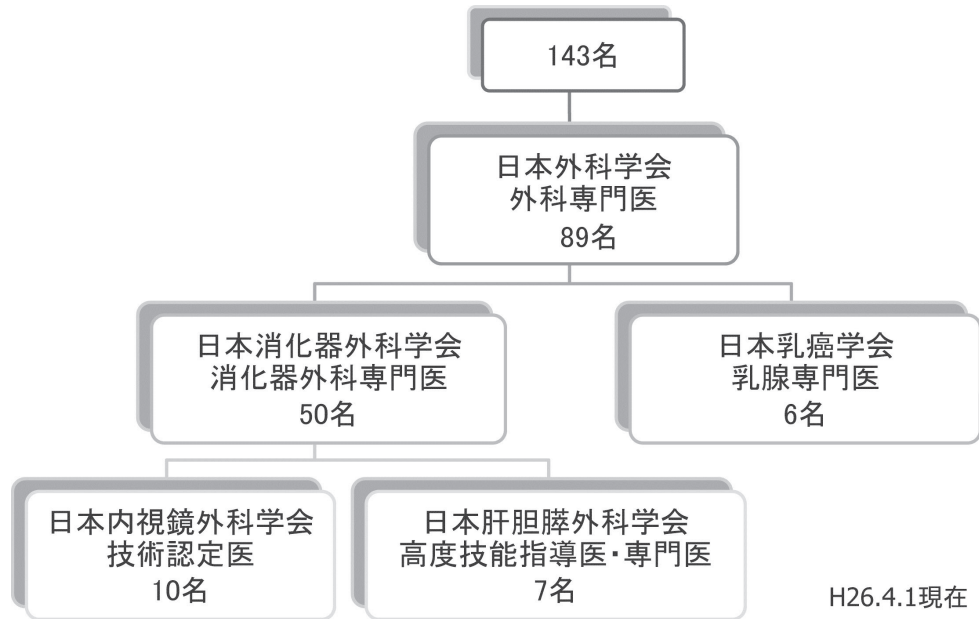 143名
日本外科学会
外科専門医
89名
日本消化器外科学会
消化器外科専門医
50名
日本乳癌学会
乳腺専門医
6名
日本内視鏡外科学会
技術認定医
10名
日本肝胆膵外科学会
高度技能指導医・専門医
7名
H26.4.1現在